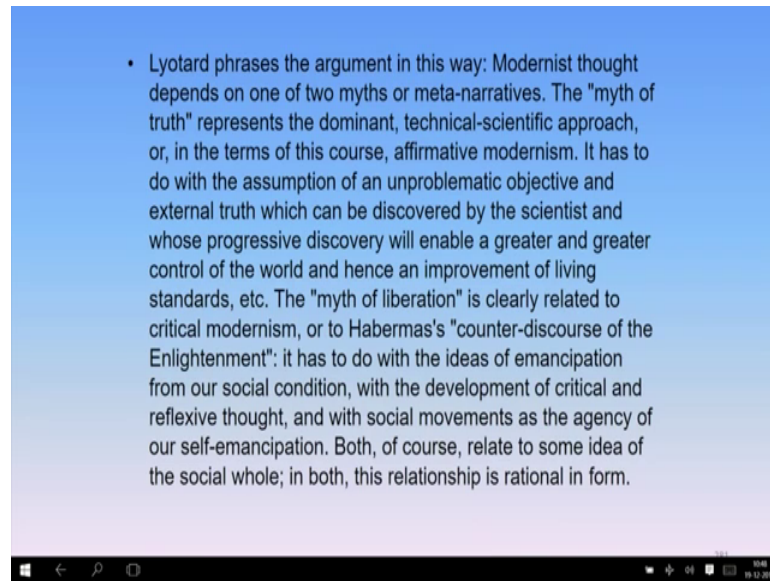 • Lyotard phrases the argument in this way: Modernist thought
depends on one of two myths or meta-narratives. The "myth of
truth" represents the dominant, technical-scientific approach,
or, in the terms of this course, affirmative modernism. It has to
do with the assumption of an unproblematic objective and
external truth which can be discovered by the scientist and
whose progressive discovery will enable a greater and greater
control of the world and hence an improvement of living
standards, etc. The "myth of liberation" is clearly related to
critical modernism, or to Habermas's "counter-discourse of the
Enlightenment": it has to do with the ideas of emancipation
from our social condition, with the development of critical and
reflexive thought, and with social movements as the agency of
our self-emancipation. Both, of course, relate to some idea of
the social whole; in both, this relationship is rational in form.
10:48